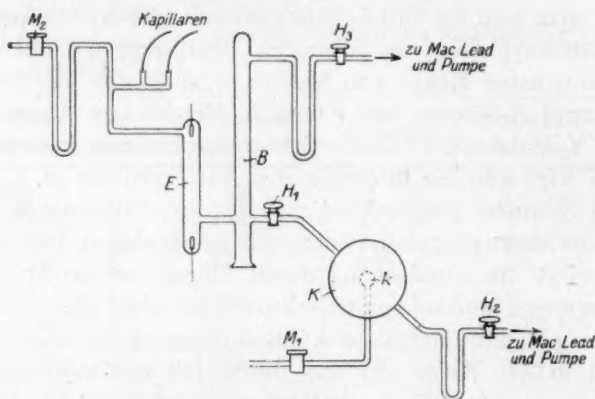 M₂
Kapillaren
H₃
zu Mac Lead
und Pumpe
B
E
H₁
K
k
H₂
zu Mac Lead
und Pumpe
M₁